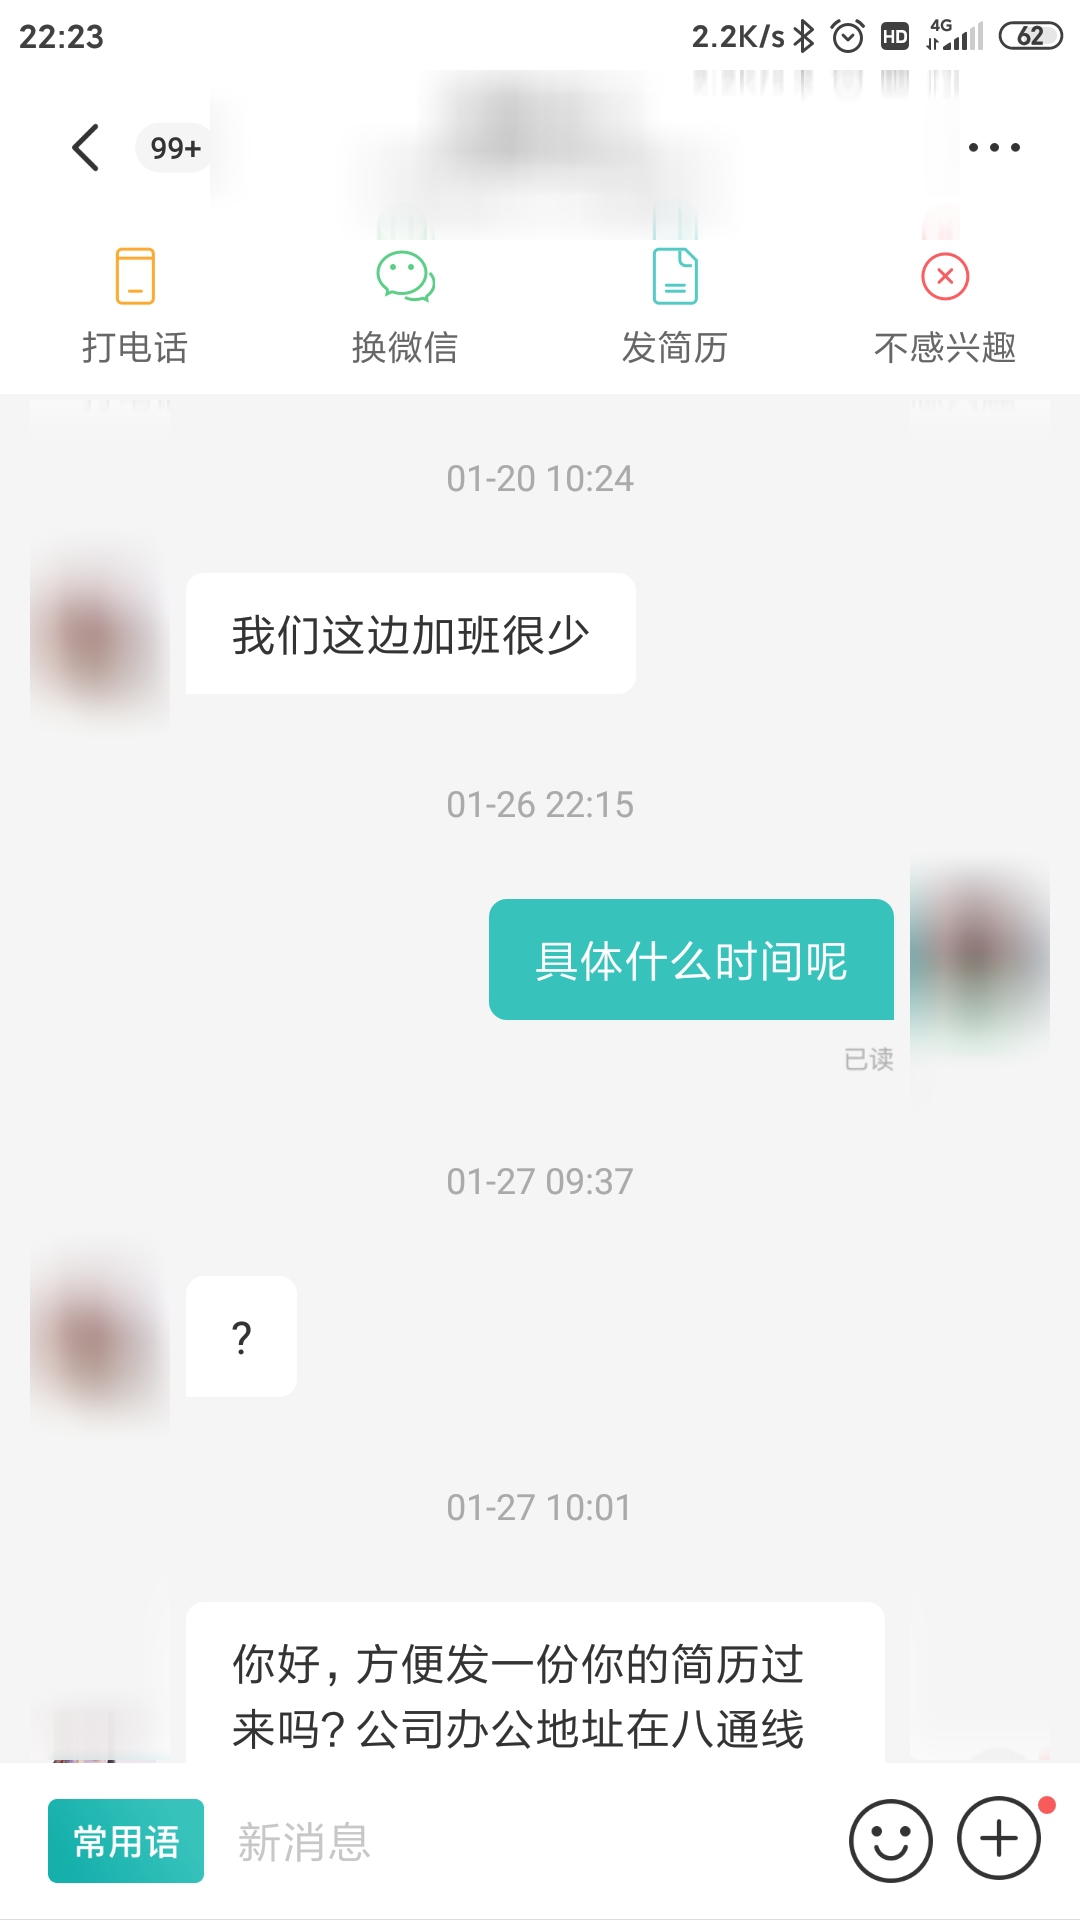 22:23
2.2K/s HD 4G 62
99+
打电话 换微信 发简历 不感兴趣
01-20 10:24
我们这边加班很少
01-26 22:15
具体什么时间呢
已读
01-27 09:37
?
01-27 10:01
你好，方便发一份你的简历过
来吗？公司办公地址在八通线
常用语 新消息